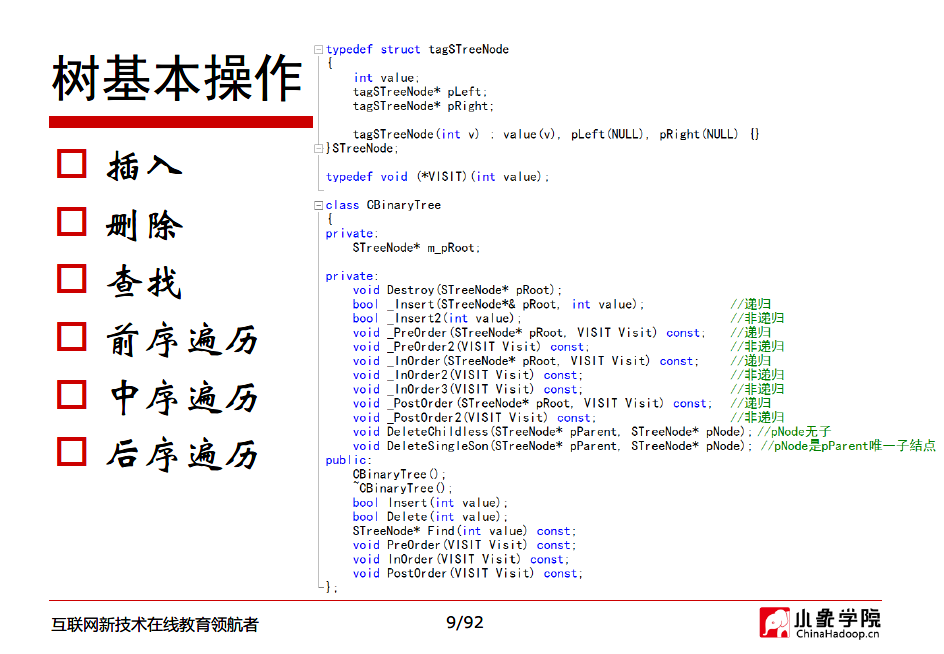 树基本操作
插入
删除
查找
前序遍历
中序遍历
后序遍历
typedef struct tagSTreeNode
{
    int value;
    tagSTreeNode* pLeft;
    tagSTreeNode* pRight;

    tagSTreeNode(int v) : value(v), pLeft(NULL), pRight(NULL) {}
}STreeNode;

typedef void (*VISIT)(int value);

class CBinaryTree
{
private:
    STreeNode* m_pRoot;

private:
    void Destroy(STreeNode* pRoot);
    bool _Insert(STreeNode*& pRoot, int value); //递归
    bool _Insert2(int value); //非递归
    void _PreOrder(STreeNode* pRoot, VISIT Visit) const; //递归
    void _PreOrder2(VISIT Visit) const; //非递归
    void _InOrder(STreeNode* pRoot, VISIT Visit) const; //递归
    void _InOrder2(VISIT Visit) const; //非递归
    void _InOrder3(VISIT Visit) const; //非递归
    void _PostOrder(STreeNode* pRoot, VISIT Visit) const; //递归
    void _PostOrder2(VISIT Visit) const; //非递归
    void DeleteChildless(STreeNode* pParent, STreeNode* pNode); //pNode无子
    void DeleteSingleSon(STreeNode* pParent, STreeNode* pNode); //pNode是pParent唯一子结点
public:
    CBinaryTree();
    ~CBinaryTree();
    bool Insert(int value);
    bool Delete(int value);
    STreeNode* Find(int value) const;
    void PreOrder(VISIT Visit) const;
    void InOrder(VISIT Visit) const;
    void PostOrder(VISIT Visit) const;
};
互联网新技术在线教育领航者
9/92
小象学院
ChinaHadoop.cn